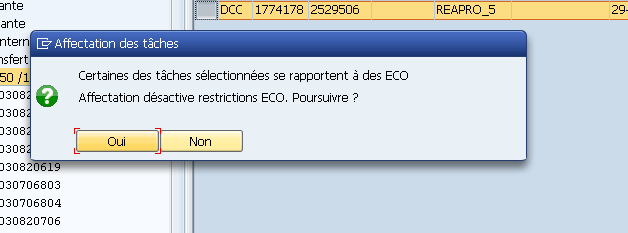 ante
DCC 1774178 2529506 REAPRO_5 29-
ante
Affectation des tâches
ntern
nsfert
Certaines des tâches sélectionnées se rapportent à des ECO
50 /1
030820
Affectation désactive restrictions ECO. Poursuivre ?
030820
030820
Oui Non
030820
030820619
030706803
030706804
030820706